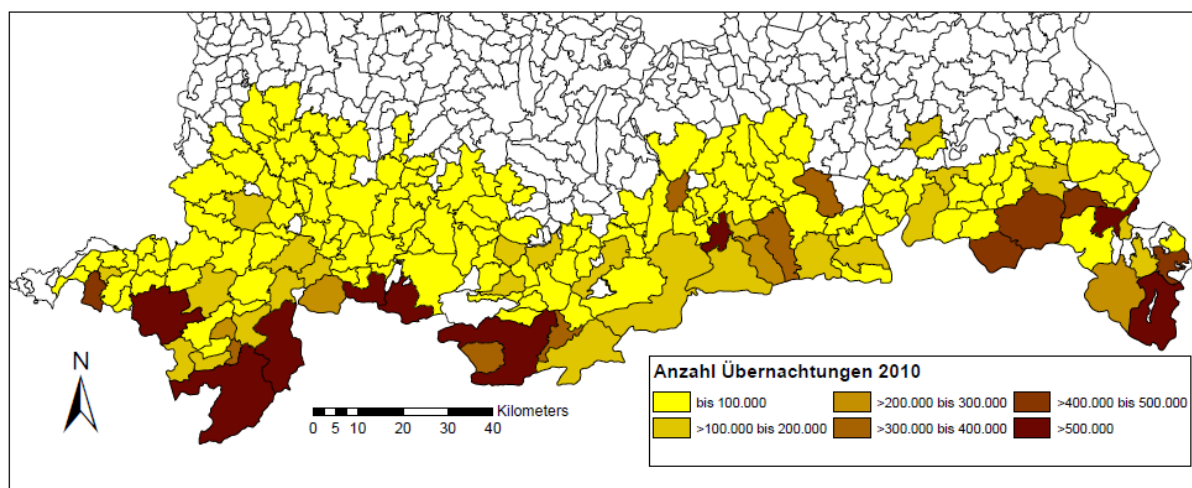 N
Kilometers
0 5 10 20 30 40
Anzahl Übernachtungen 2010
bis 100.000
>200.000 bis 300.000
>400.000 bis 500.000
>100.000 bis 200.000
>300.000 bis 400.000
>500.000